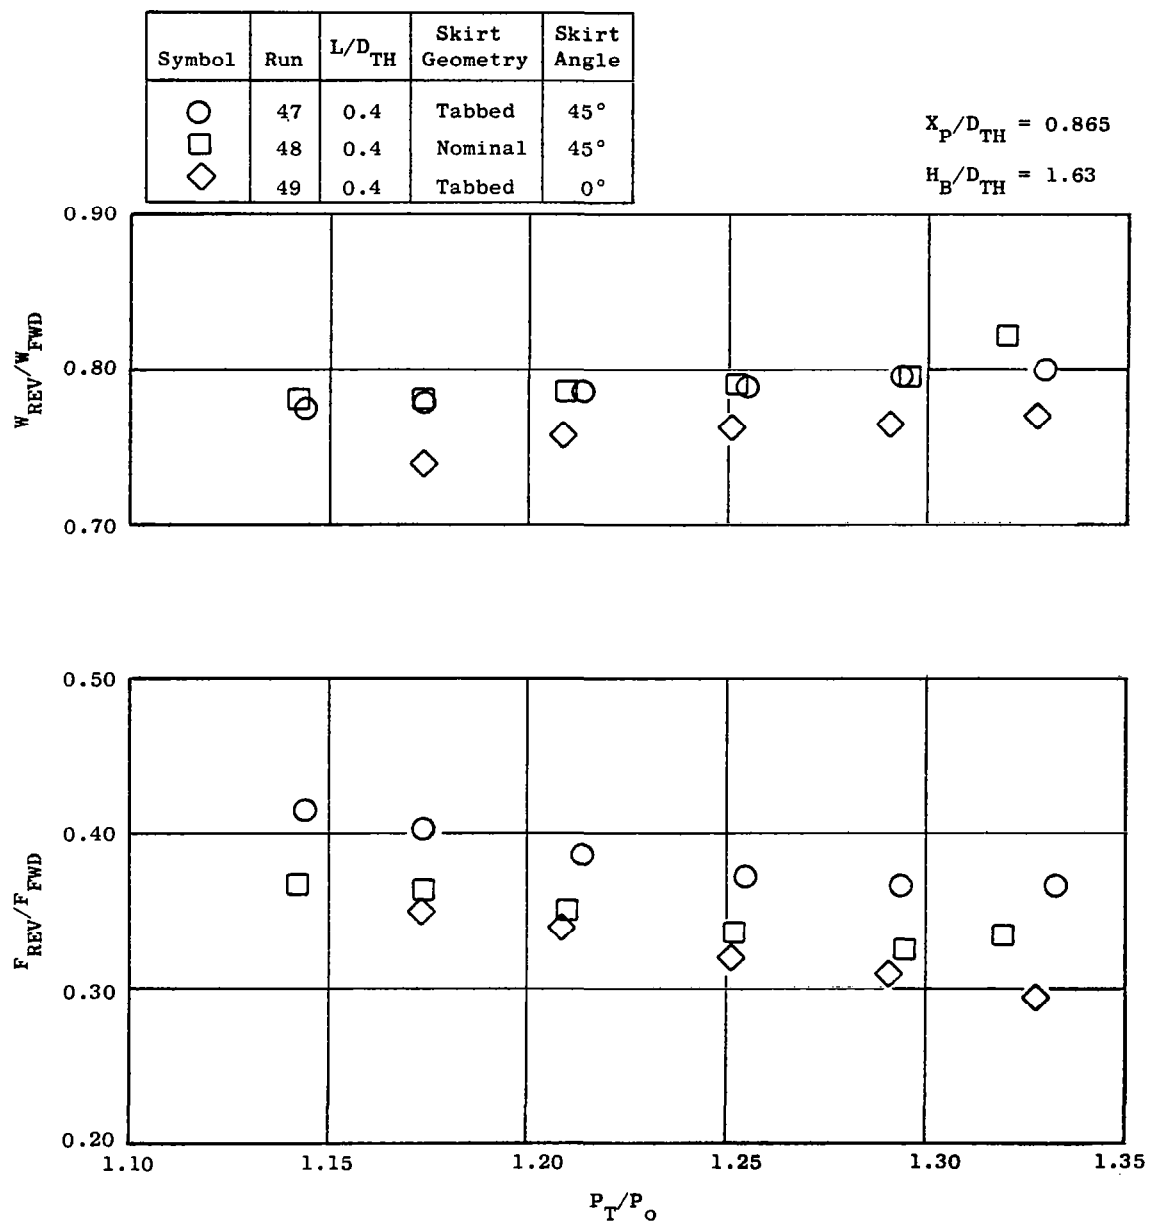 Symbol Run L/D_TH Skirt Geometry Skirt Angle
47 0.4 Tabbed 45°
48 0.4 Nominal 45°
49 0.4 Tabbed 0°
X_P/D_TH = 0.865
H_B/D_TH = 1.63
0.90
0.80
0.70
W_REV/W_FWD
0.50
0.40
0.30
0.20
F_REV/F_FWD
1.10 1.15 1.20 1.25 1.30 1.35
P_T/P_o